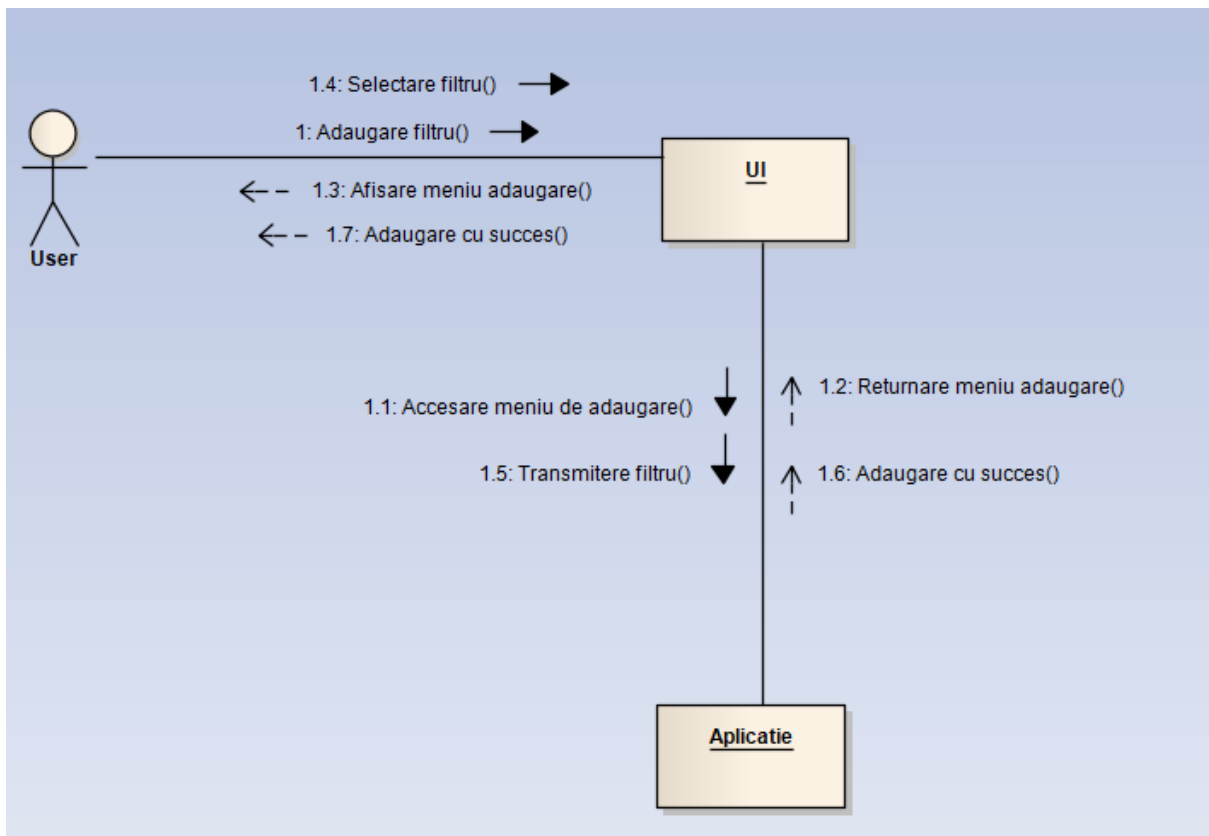 1.4: Selectare filtru()
1: Adaugare filtru()
UI
1.3: Afisare meniu adaugare()
1.7: Adaugare cu succes()
User
1.1: Accesare meniu de adaugare()
1.2: Returnare meniu adaugare()
1.5: Transmitere filtru()
1.6: Adaugare cu succes()
Aplicatie